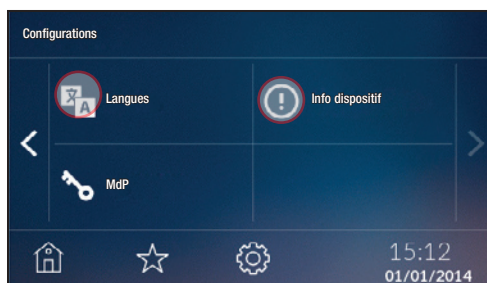 Configurations
Langues
Info dispositif
MdP
15:12
01/01/2014